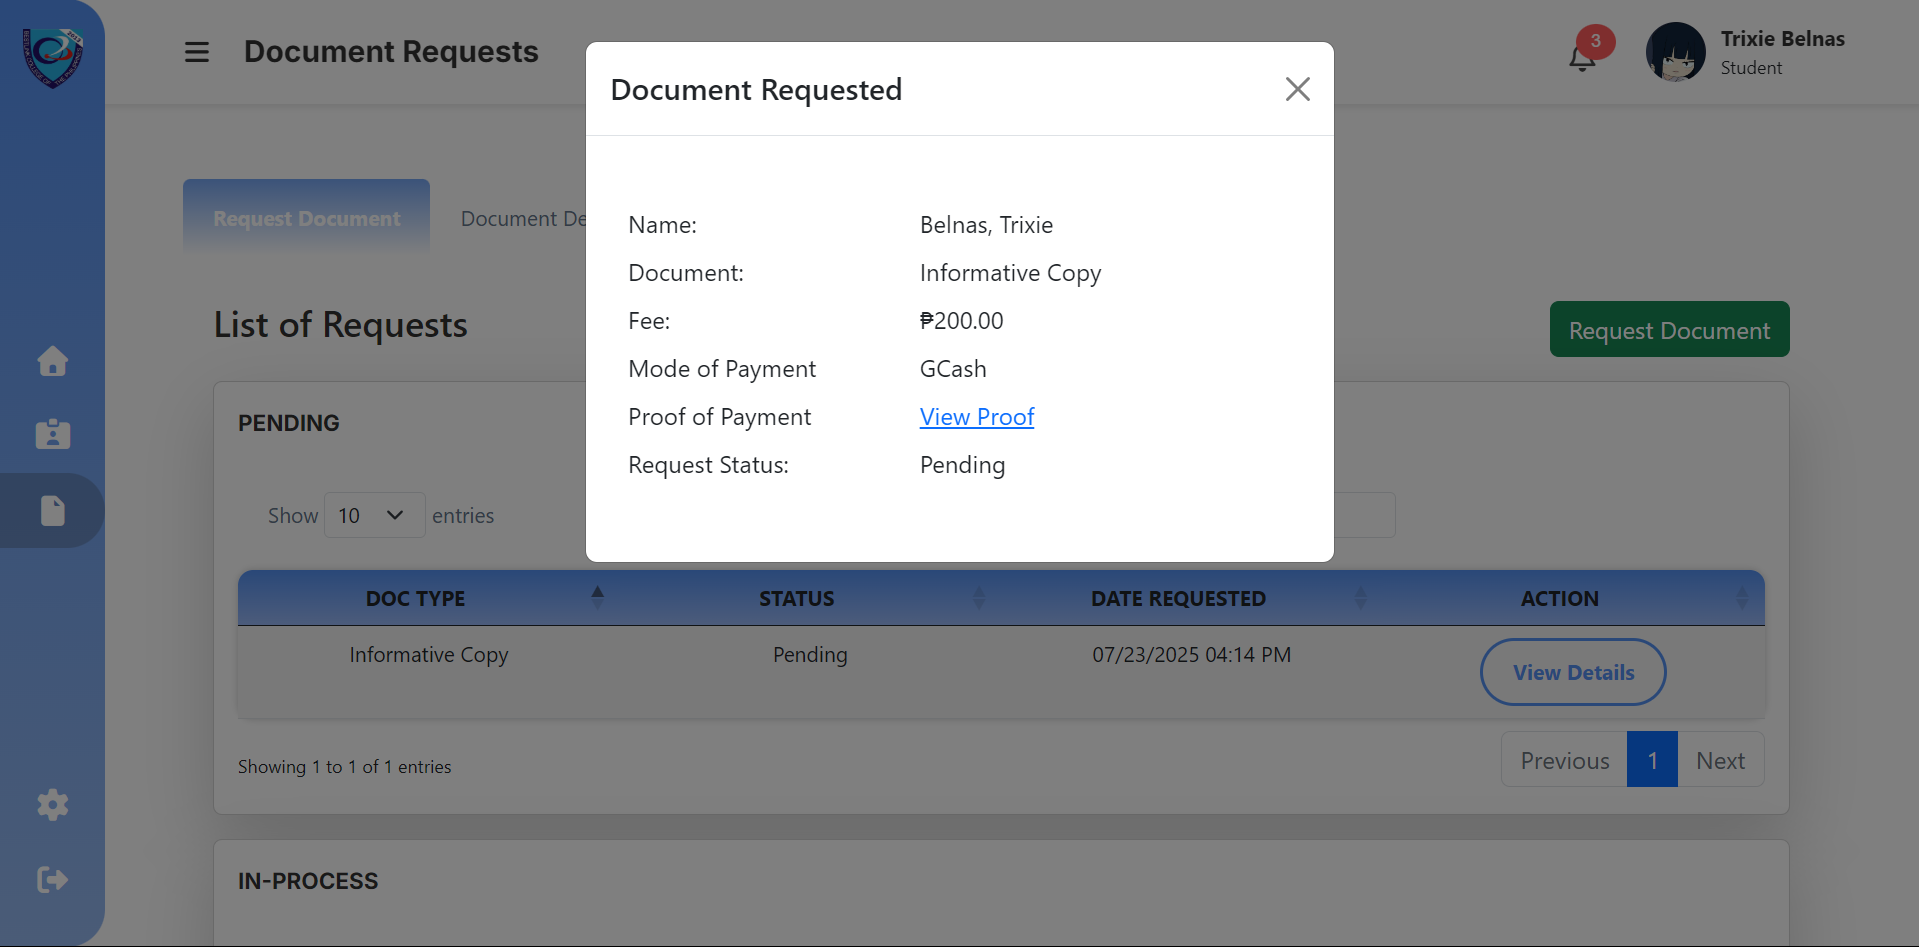 Document Requests
3
Trixie Belnas
Student
Document Requested
Name: Belnas, Trixie
Document: Informative Copy
Fee: ₱200.00
Mode of Payment GCash
Proof of Payment View Proof
Request Status: Pending
Request Document
Document De
List of Requests
Request Document
PENDING
Show 10 entries
DOC TYPE STATUS DATE REQUESTED ACTION
Informative Copy Pending 07/23/2025 04:14 PM View Details
Showing 1 to 1 of 1 entries
Previous 1 Next
IN-PROCESS